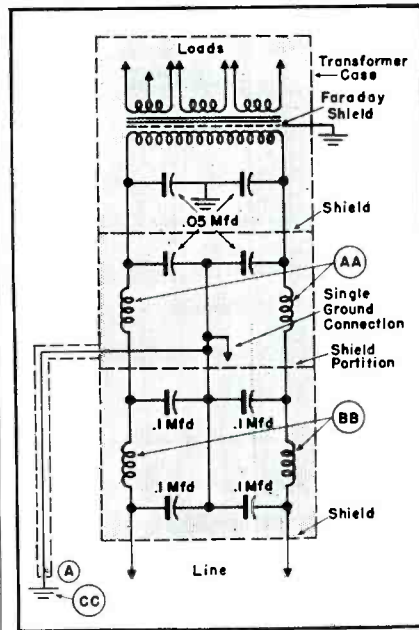 Loads
Transformer
Case
Faraday
Shield
.05 Mfd
Shield
AA
Single
Ground
Connection
Shield
Partition
.1 Mfd .1 Mfd
BB
.1 Mfd .1 Mfd
Shield
A
Line
CC